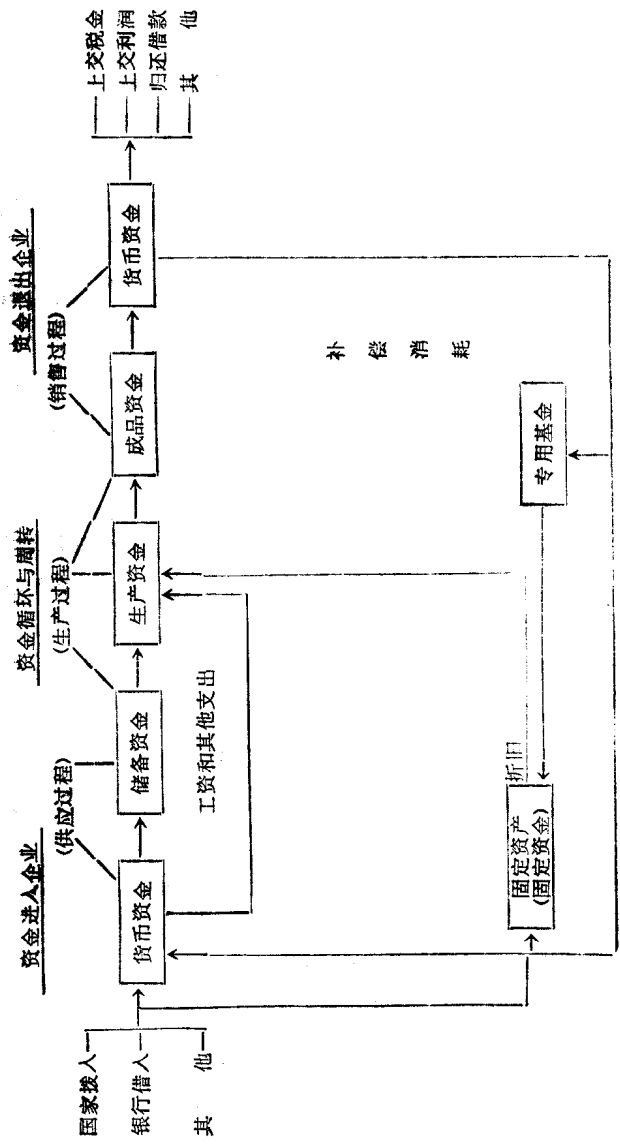 资金进入企业
资金循环与周转
资金退出企业
(供应过程)
(生产过程)
(销售过程)
国家拨入
银行借入
其他
货币资金
储备资金
生产资金
成品资金
货币资金
上交税金
上交利润
归还借款
其他
工资和其他支出
补偿消耗
折旧
固定资产
(固定资金)
专用基金